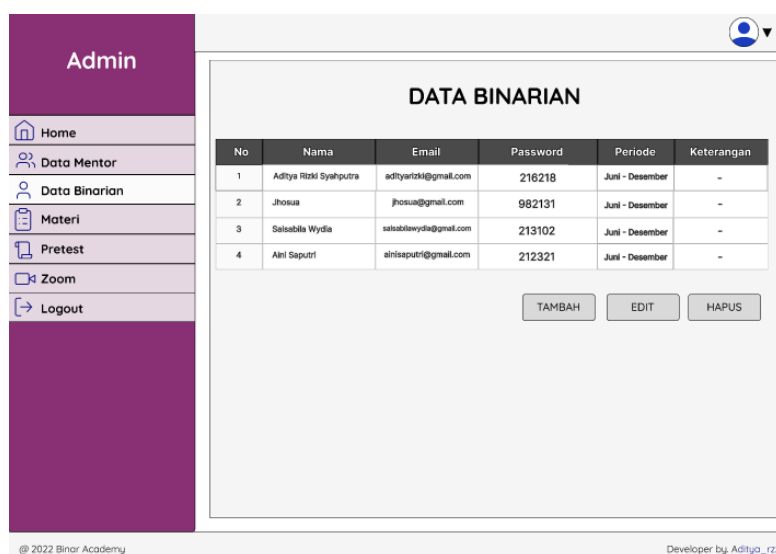 Admin
Home
Data Mentor
Data Binarian
Materi
Pretest
Zoom
Logout
DATA BINARIAN
No Nama Email Password Periode Keterangan
1 Aditya Rizki Syahputra adityarizki@gmail.com 216218 Juni - Desember -
2 Jhosua jhosua@gmail.com 982131 Juni - Desember -
3 Salsabila Wydia salsabilawydia@gmail.com 213102 Juni - Desember -
4 Aini Saputri ainisaputri@gmail.com 212321 Juni - Desember -
TAMBAH EDIT HAPUS
@ 2022 Binar Academy Developer by. Aditya_rz